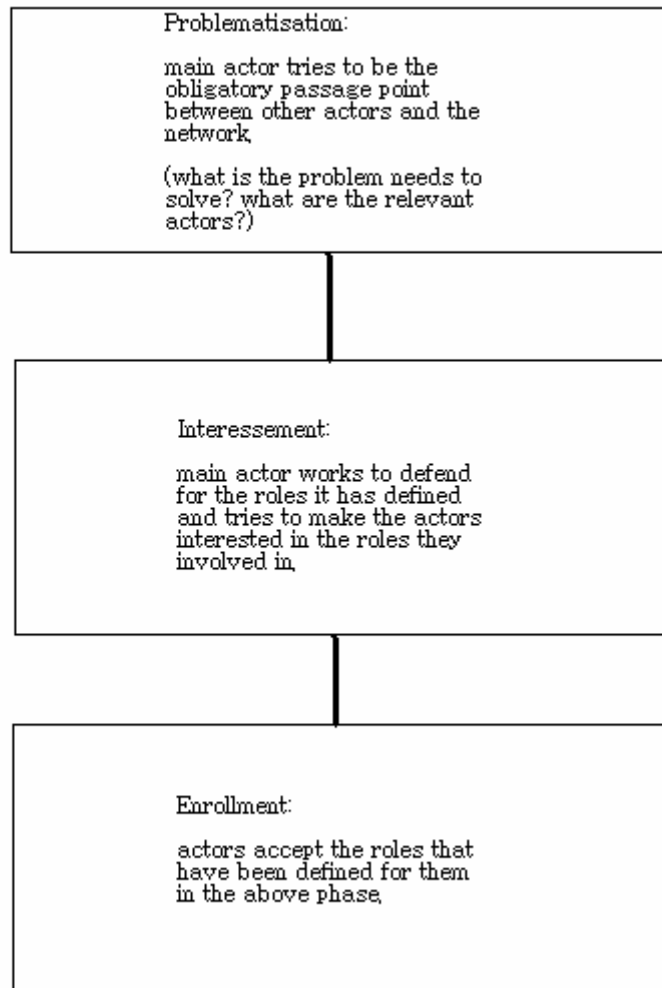 Problematisation:
main actor tries to be the
obligatory passage point
between other actors and the
network,
(what is the problem needs to
solve? what are the relevant
actors?)
Interessement:
main actor works to defend
for the roles it has defined
and tries to make the actors
interested in the roles they
involved in,
Enrollment:
actors accept the roles that
have been defined for them
in the above phase,